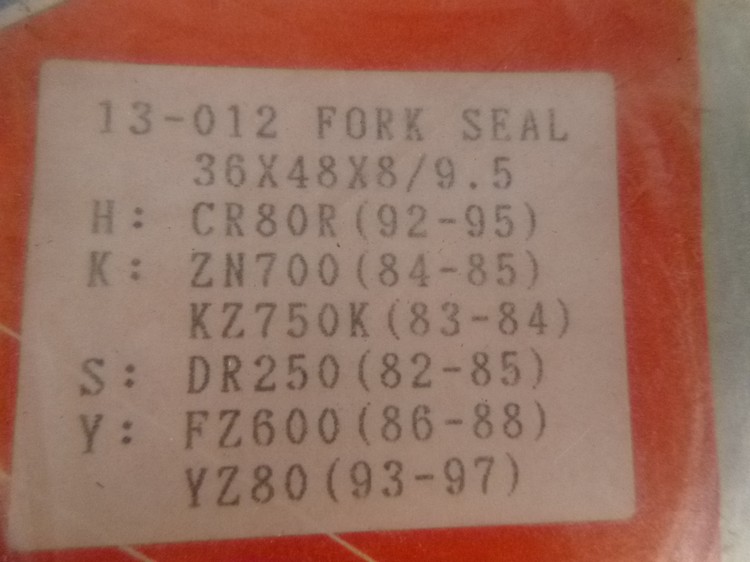 13-012 FORK SEAL
36X48X8/9.5
H: CR80R(92-95)
K: ZN700(84-85)
KZ750K(83-84)
S: DR250(82-85)
Y: FZ600(86-88)
YZ80(93-97)